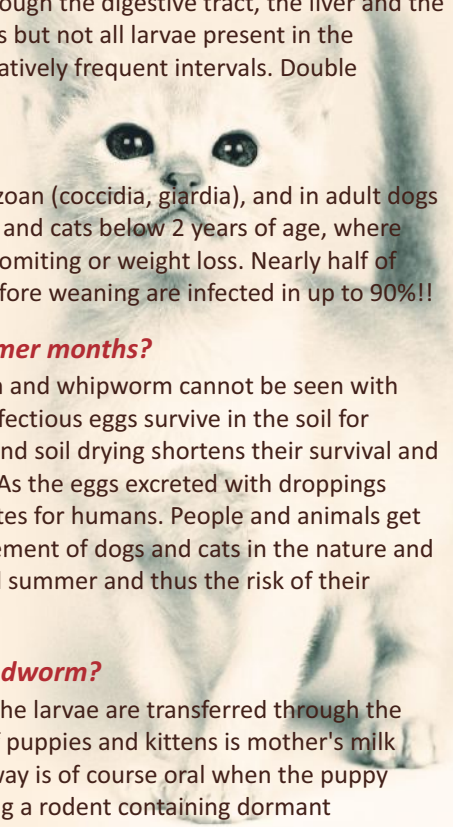 ough the digestive tract, the liver and the
s but not all larvae present in the
atively frequent intervals. Double
zoan (coccidia, giardia), and in adult dogs
and cats below 2 years of age, where
omiting or weight loss. Nearly half of
fore weaning are infected in up to 90%!!
mer months?
and whipworm cannot be seen with
fectious eggs survive in the soil for
nd soil drying shortens their survival and
As the eggs excreted with droppings
tes for humans. People and animals get
ement of dogs and cats in the nature and
summer and thus the risk of their
dworm?
he larvae are transferred through the
puppies and kittens is mother's milk
way is of course oral when the puppy
g a rodent containing dormant